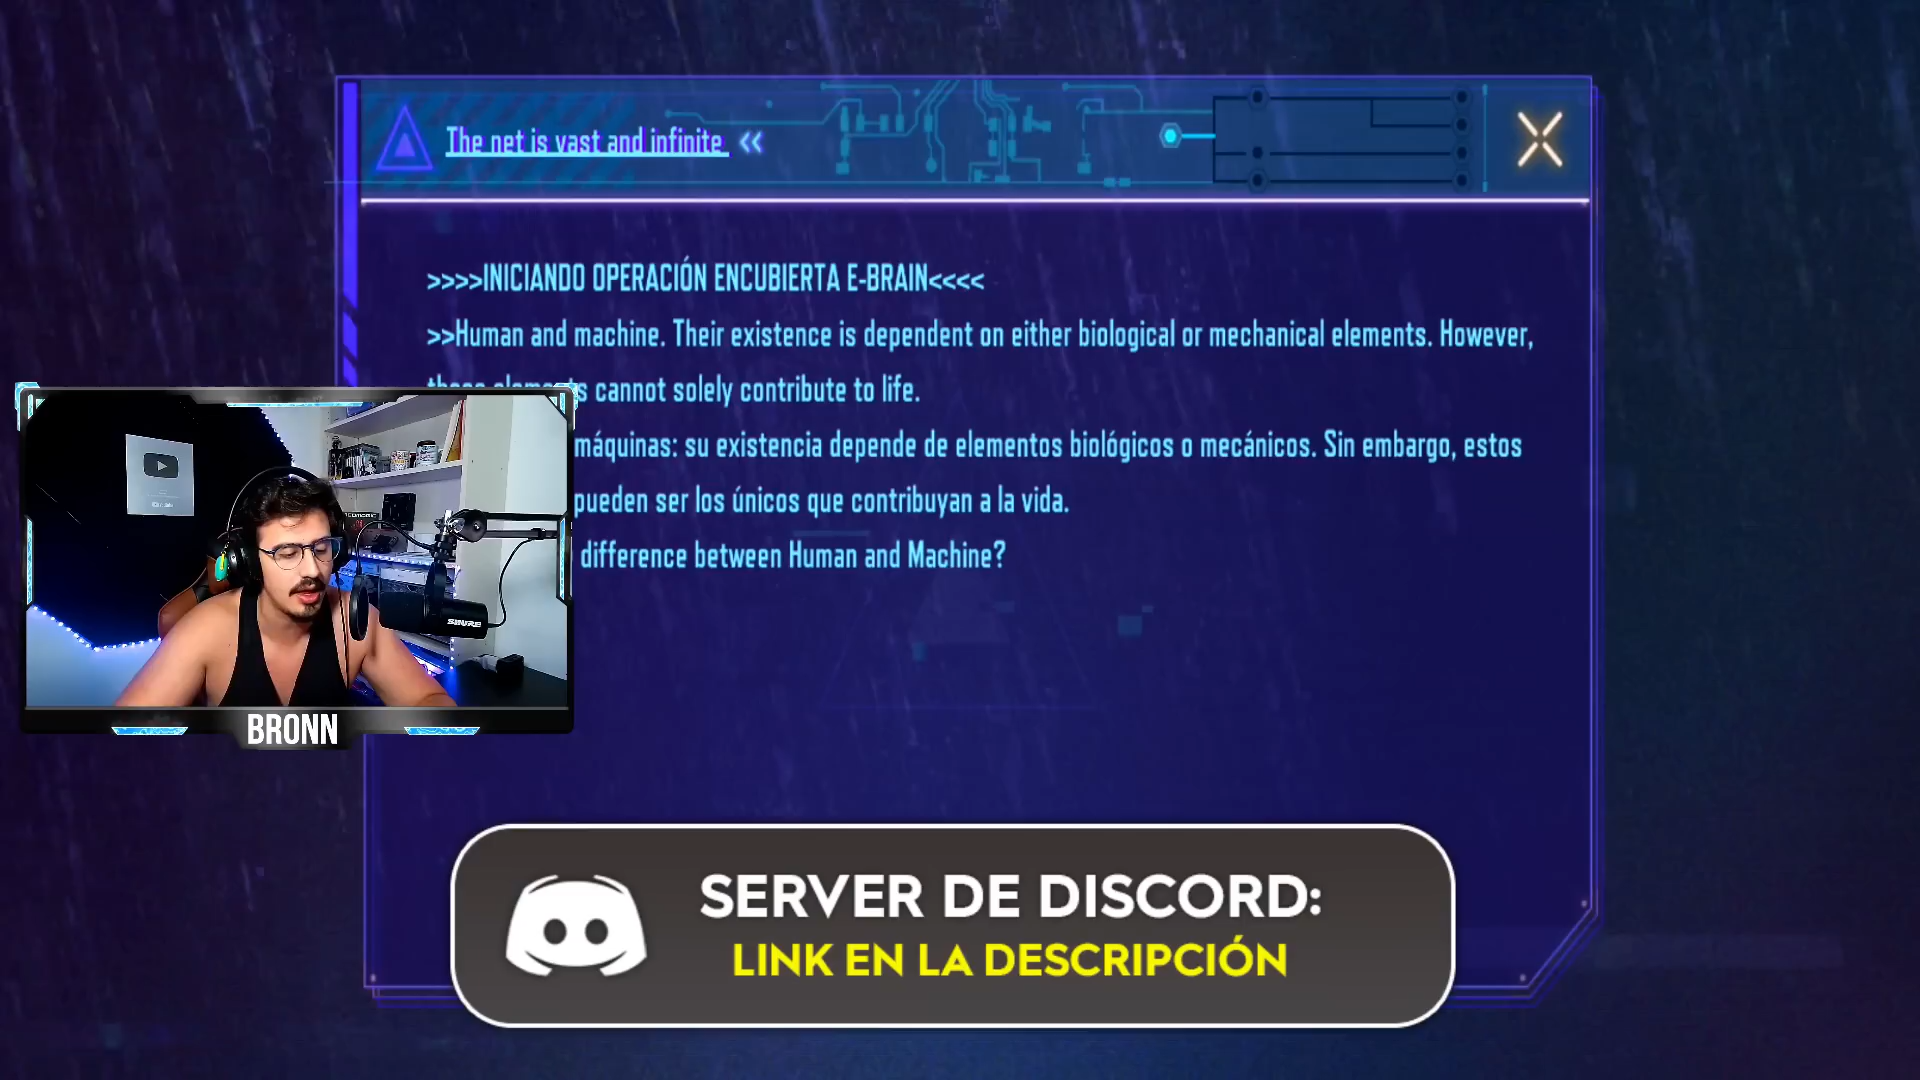 The net is vast and infinite <<
>>>>INICIANDO OPERACIÓN ENCUBIERTA E-BRAIN<<<<
>>Human and machine. Their existence is dependent on either biological or mechanical elements. However,
these elements cannot solely contribute to life.
máquinas: su existencia depende de elementos biológicos o mecánicos. Sin embargo, estos
pueden ser los únicos que contribuyan a la vida.
difference between Human and Machine?
SHURE
BRONN
SERVER DE DISCORD:
LINK EN LA DESCRIPCIÓN